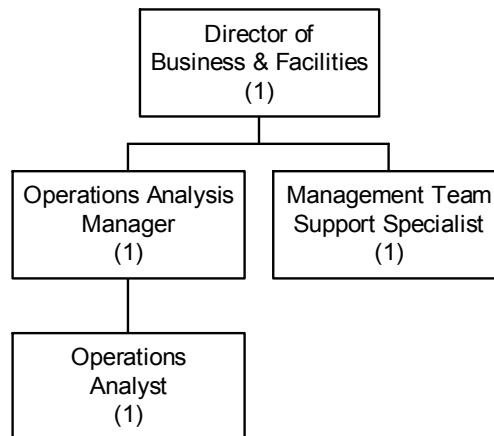 Director of
Business & Facilities
(1)
Operations Analysis
Manager
(1)
Management Team
Support Specialist
(1)
Operations
Analyst
(1)